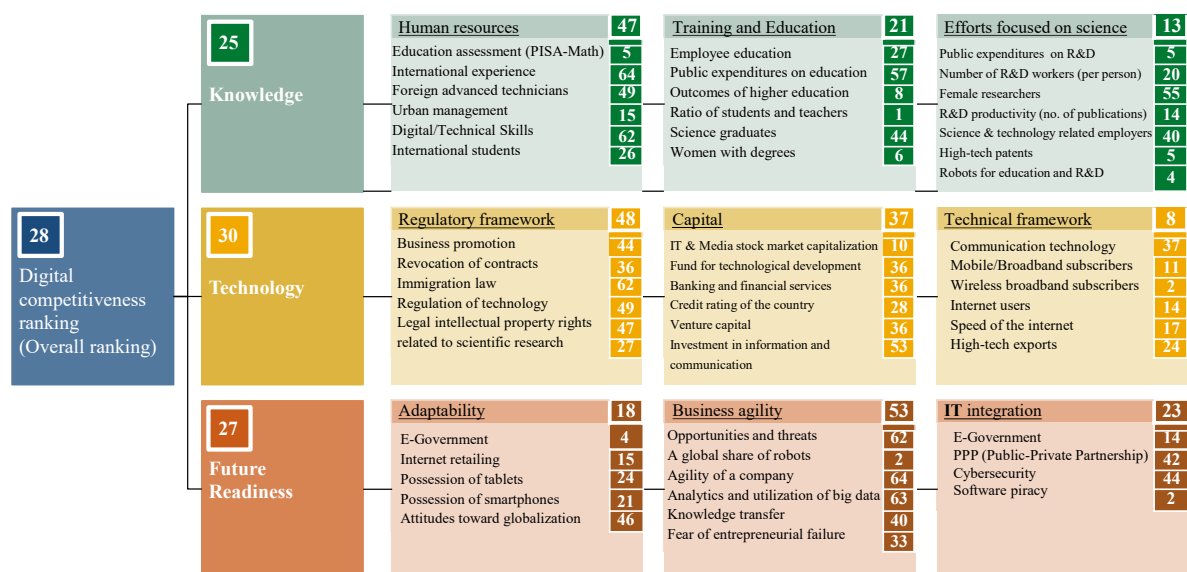 28
Digital
competitiveness
ranking
(Overall ranking)
25
Knowledge
Human resources 47
Education assessment (PISA-Math) 5
International experience 64
Foreign advanced technicians 49
Urban management 15
Digital/Technical Skills 62
International students 26
Training and Education 21
Employee education 27
Public expenditures on education 57
Outcomes of higher education 8
Ratio of students and teachers 1
Science graduates 44
Women with degrees 6
Efforts focused on science 13
Public expenditures on R&D 5
Number of R&D workers (per person) 20
Female researchers 55
R&D productivity (no. of publications) 14
Science & technology related employers 40
High-tech patents 5
Robots for education and R&D 4
30
Technology
Regulatory framework 48
Business promotion 44
Revocation of contracts 36
Immigration law 62
Regulation of technology 49
Legal intellectual property rights 47
related to scientific research 27
Capital 37
IT & Media stock market capitalization 10
Fund for technological development 36
Banking and financial services 36
Credit rating of the country 28
Venture capital 36
Investment in information and 53
communication
Technical framework 8
Communication technology 37
Mobile/Broadband subscribers 11
Wireless broadband subscribers 2
Internet users 14
Speed of the internet 17
High-tech exports 24
27
Future
Readiness
Adaptability 18
E-Government 4
Internet retailing 15
Possession of tablets 24
Possession of smartphones 21
Attitudes toward globalization 46
Business agility 53
Opportunities and threats 62
A global share of robots 2
Agility of a company 64
Analytics and utilization of big data 63
Knowledge transfer 40
Fear of entrepreneurial failure 33
IT integration 23
E-Government 14
PPP (Public-Private Partnership) 42
Cybersecurity 44
Software piracy 2